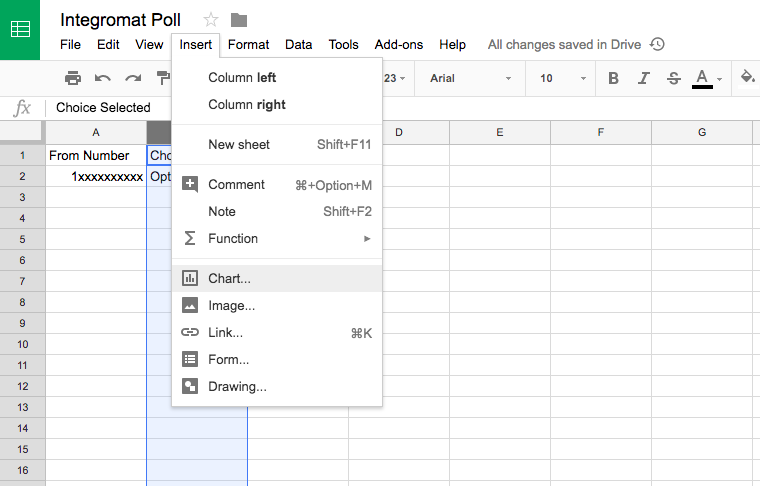 Integromat Poll
File Edit View Insert Format Data Tools Add-ons Help All changes saved in Drive
23 Arial 10 B I S A
fx Choice Selected
A D E F G
1 From Number Cho
2 1xxxxxxxxxx Opt
3
4
5
6
7
8
9
10
11
12
13
14
15
16
Column left
Column right
New sheet Shift+F11
Comment ⌘+Option+M
Note Shift+F2
Σ Function ►
Chart...
Image...
Link... ⌘K
Form...
Drawing...